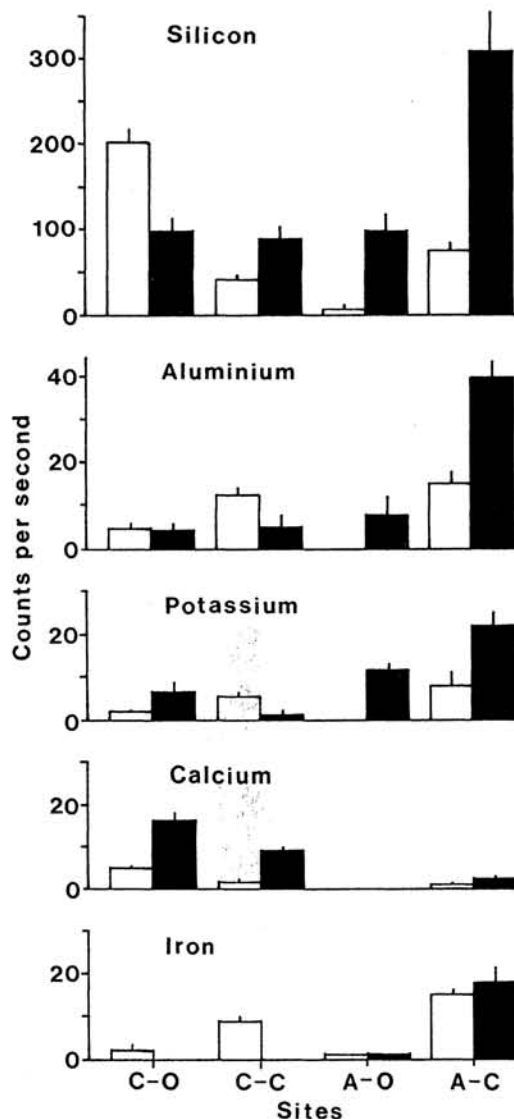 Silicon
300
200
100
0
Aluminium
40
20
0
Counts per second
Potassium
20
0
Calcium
20
0
Iron
20
0
C-O C-C A-O A-C
Sites